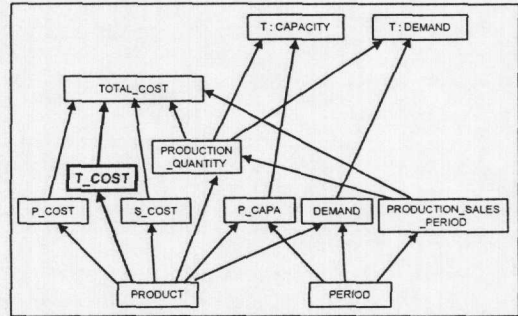 T : CAPACITY
T : DEMAND
TOTAL_COST
PRODUCTION
_QUANTITY
T_COST
P_COST
S_COST
P_CAPA
DEMAND
PRODUCTION_SALES
_PERIOD
PRODUCT
PERIOD